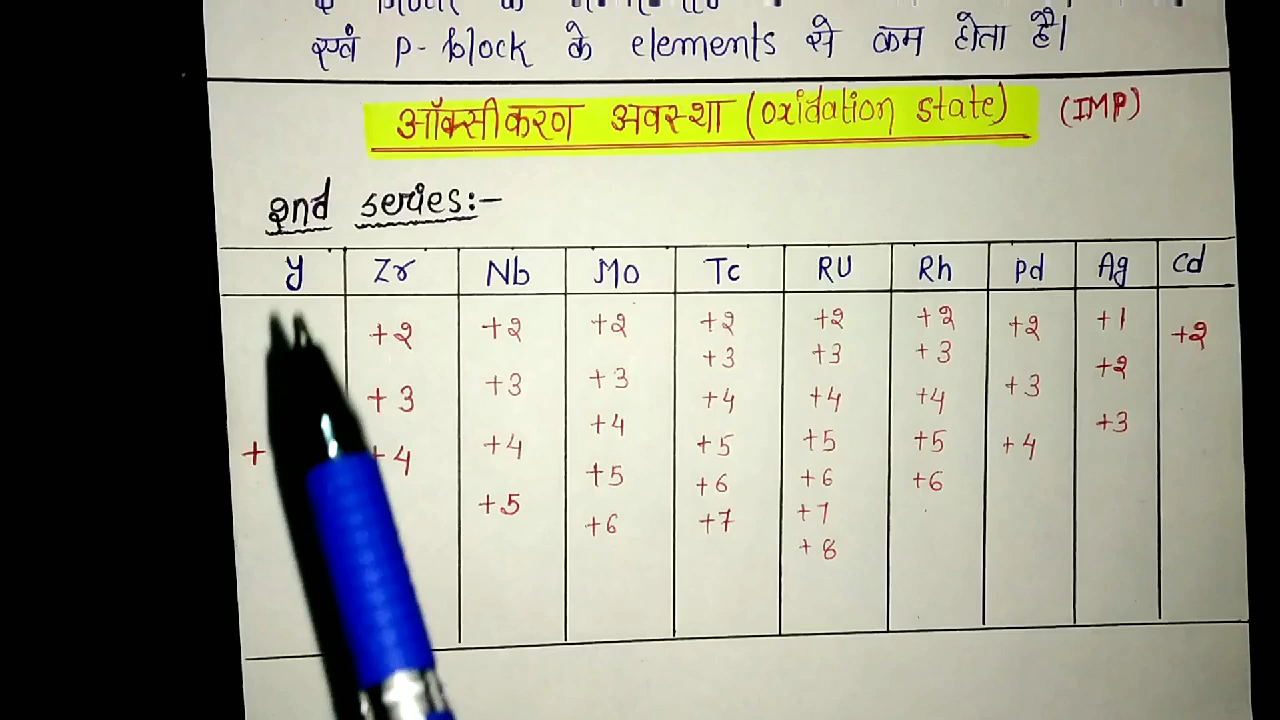 एवं p-block के elements से कम होता है।
ऑक्सीकरण अवस्था (oxidation state) (IMP)
2nd series:-
y Zr Nb Mo Tc RU Rh Pd Ag Cd
+2 +2 +2 +2 +2 +2 +2 +1 +2
+3 +3 +3 +3 +3 +3 +3 +2
+4 +4 +4 +4 +4 +4 +4 +3
+ +5 +5 +5 +5 +5
+6 +6 +6 +6
+7 +7
+8